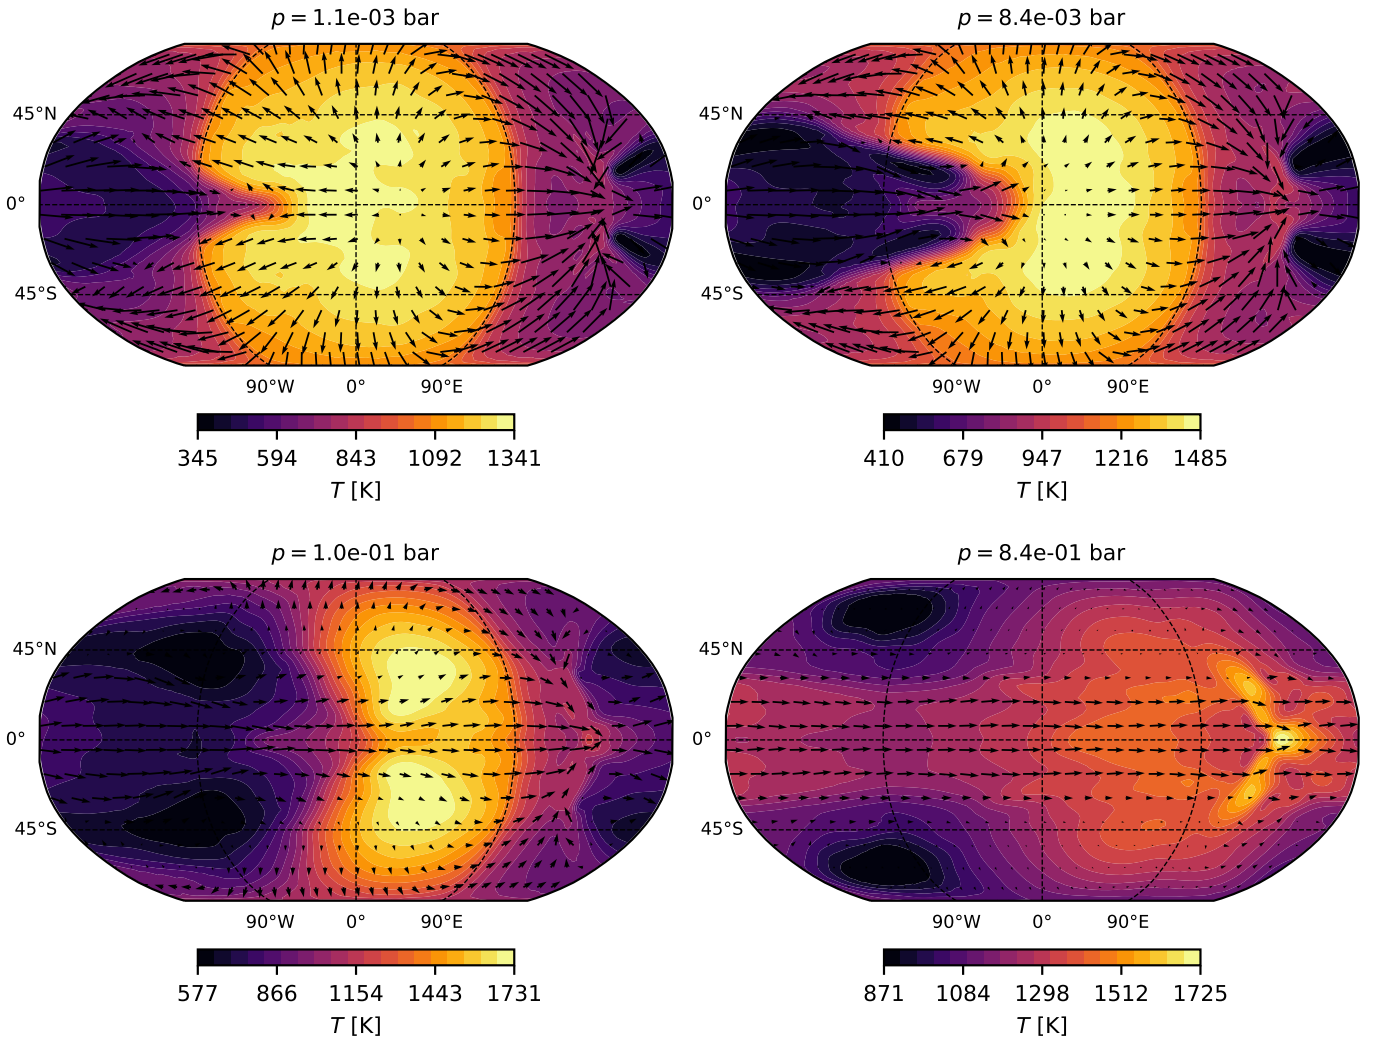 p = 1.1e-03 bar
45°N
0°
45°S
90°W 0° 90°E
345 594 843 1092 1341
T [K]
p = 8.4e-03 bar
45°N
0°
45°S
90°W 0° 90°E
410 679 947 1216 1485
T [K]
p = 1.0e-01 bar
45°N
0°
45°S
90°W 0° 90°E
577 866 1154 1443 1731
T [K]
p = 8.4e-01 bar
45°N
0°
45°S
90°W 0° 90°E
871 1084 1298 1512 1725
T [K]